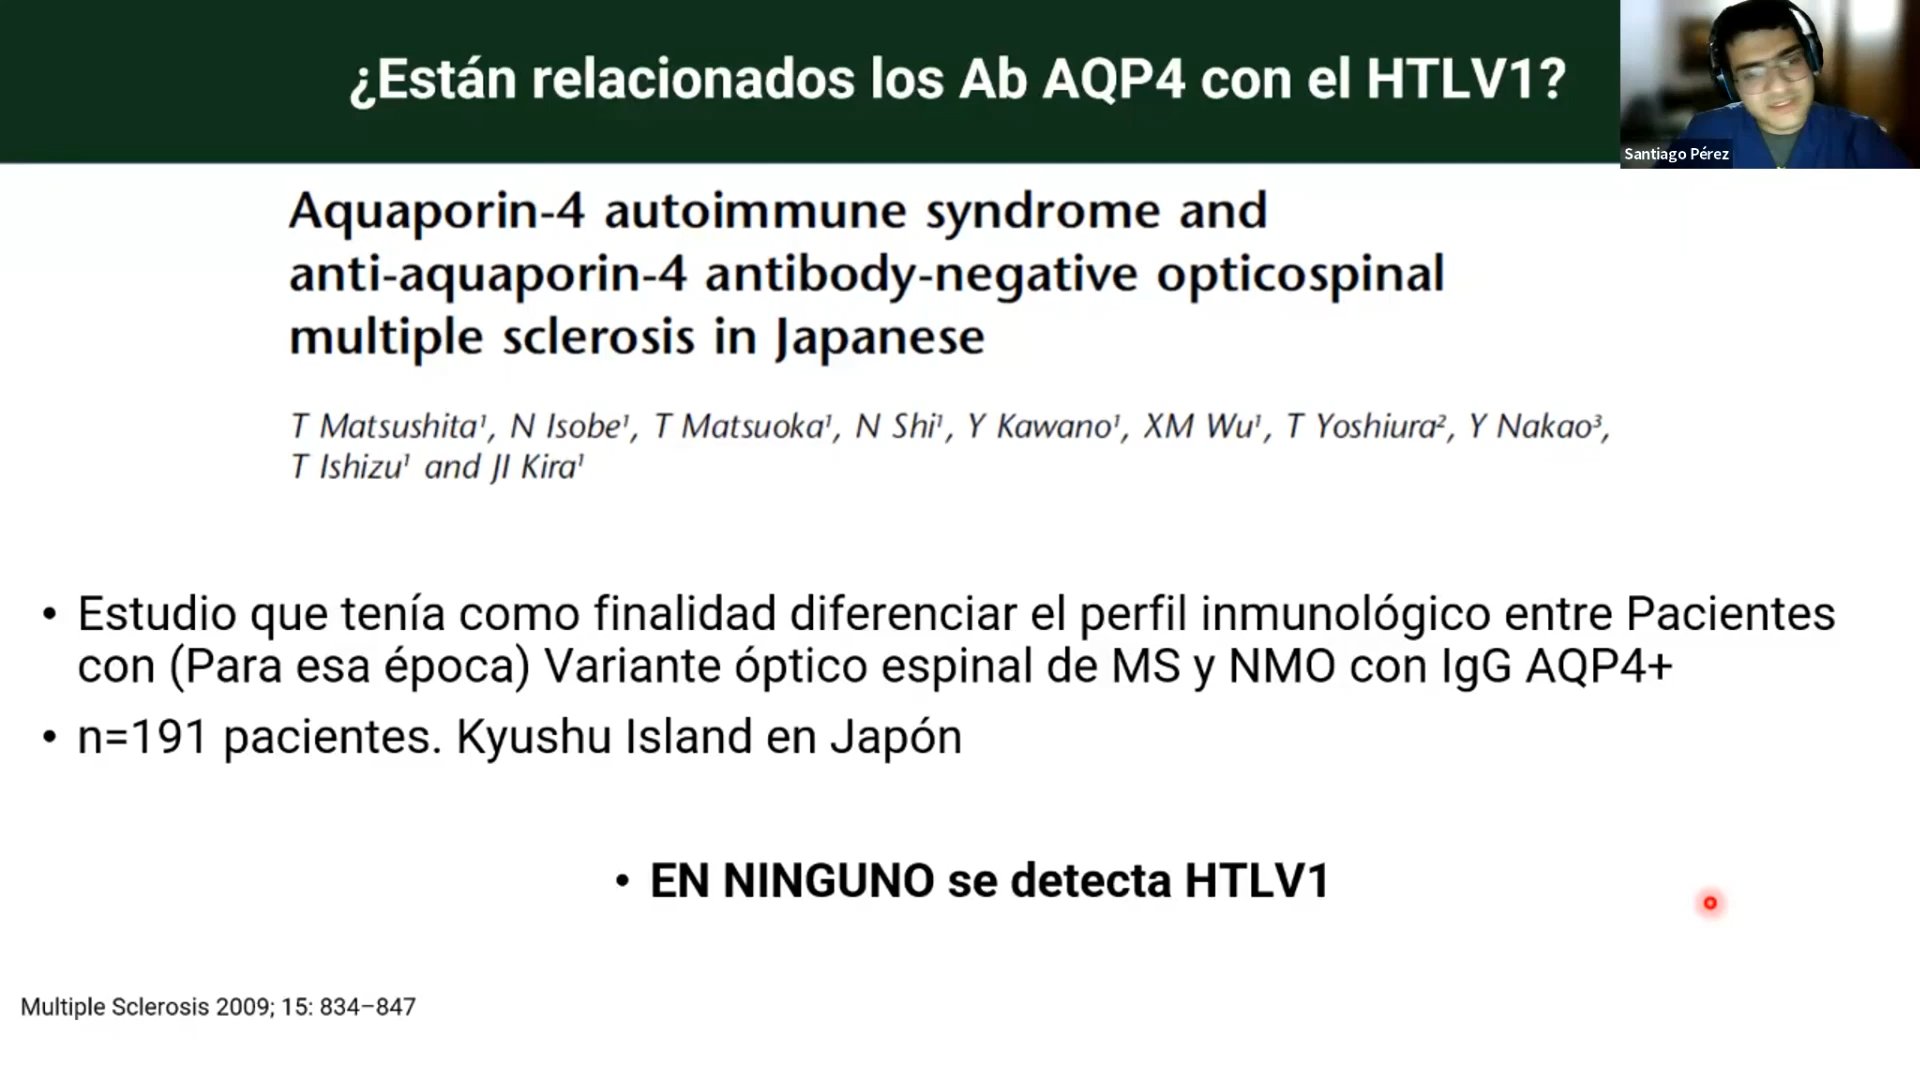 ¿Están relacionados los Ab AQP4 con el HTLV1?
Santiago Pérez
Aquaporin-4 autoimmune syndrome and
anti-aquaporin-4 antibody-negative opticospinal
multiple sclerosis in Japanese
T Matsushita¹, N Isobe¹, T Matsuoka¹, N Shi¹, Y Kawano¹, XM Wu¹, T Yoshiura², Y Nakao³,
T Ishizu¹ and JI Kira¹
• Estudio que tenía como finalidad diferenciar el perfil inmunológico entre Pacientes
con (Para esa época) Variante óptico espinal de MS y NMO con IgG AQP4+
• n=191 pacientes. Kyushu Island en Japón
• EN NINGUNO se detecta HTLV1
Multiple Sclerosis 2009; 15: 834–847